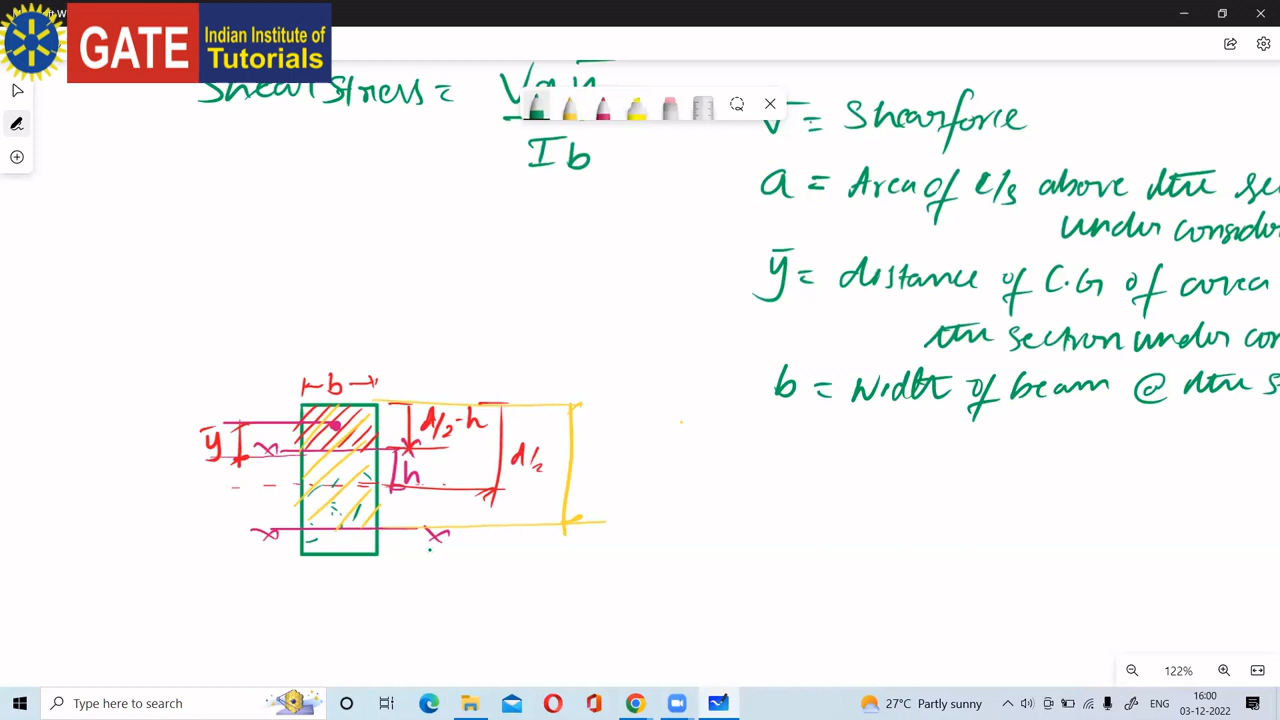 GATE
Indian Institute of
Tutorials
Shear Stress =
I b
V = Shearforce
a = Area of c/s above the se
under consider
ȳ = distance of C.G of area
the section under con
b = Width of beam @ the s
b
ȳ
d/2-h
h
d/2
x
x
x
122%
Type here to search
27°C Partly sunny
16:00
03-12-2022